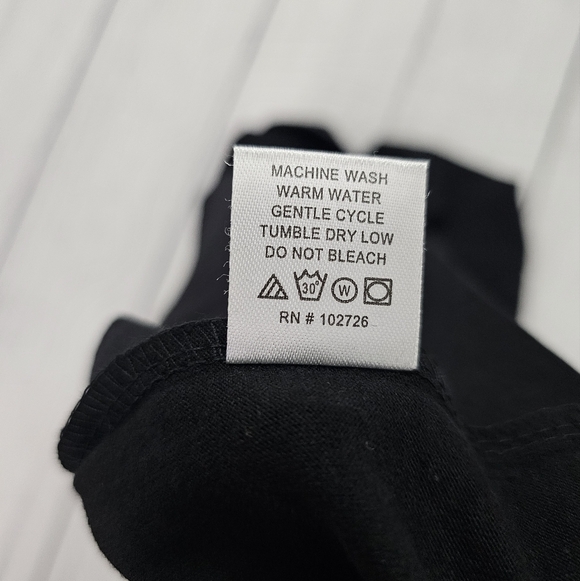 MACHINE WASH
WARM WATER
GENTLE CYCLE
TUMBLE DRY LOW
DO NOT BLEACH
30° W
RN # 102726